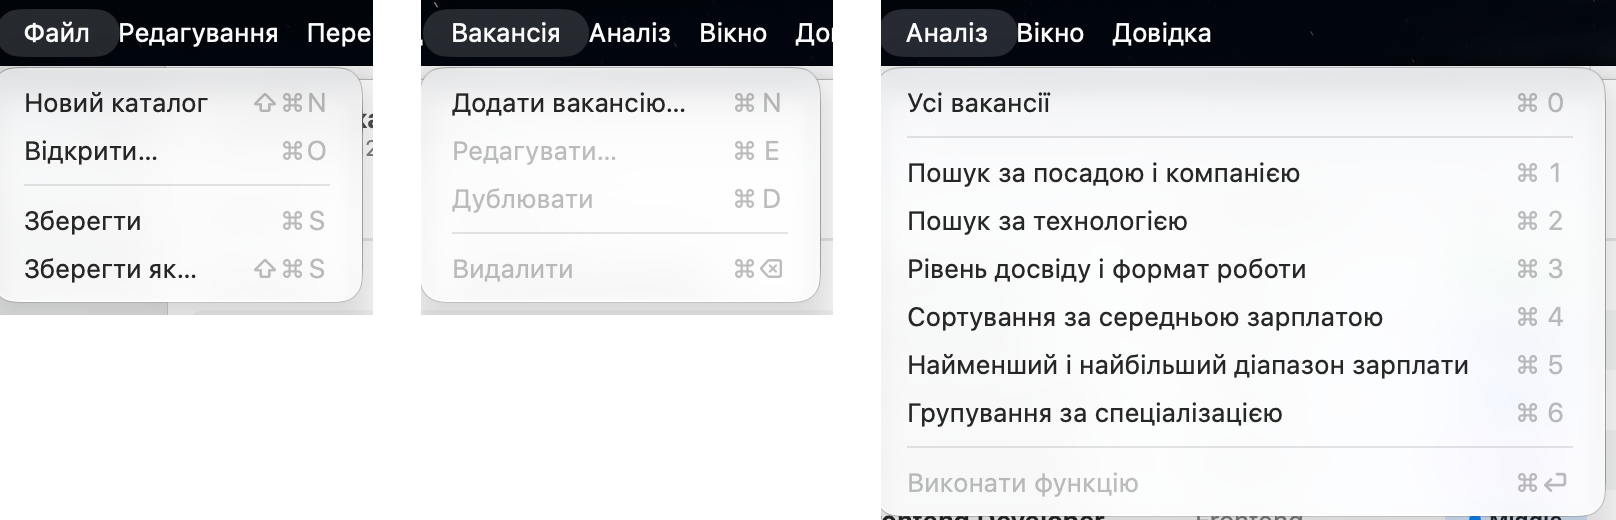 Файл Редагування
Новий каталог ⇧⌘N
Відкрити... ⌘O
Зберегти ⌘S
Зберегти як... ⇧⌘S
Вакансія Аналіз Вікно
Додати вакансію... ⌘N
Редагувати... ⌘E
Дублювати ⌘D
Видалити ⌘⌫
Аналіз Вікно Довідка
Усі вакансії ⌘0
Пошук за посадою і компанією ⌘1
Пошук за технологією ⌘2
Рівень досвіду і формат роботи ⌘3
Сортування за середньою зарплатою ⌘4
Найменший і найбільший діапазон зарплати ⌘5
Групування за спеціалізацією ⌘6
Виконати функцію ⌘↩